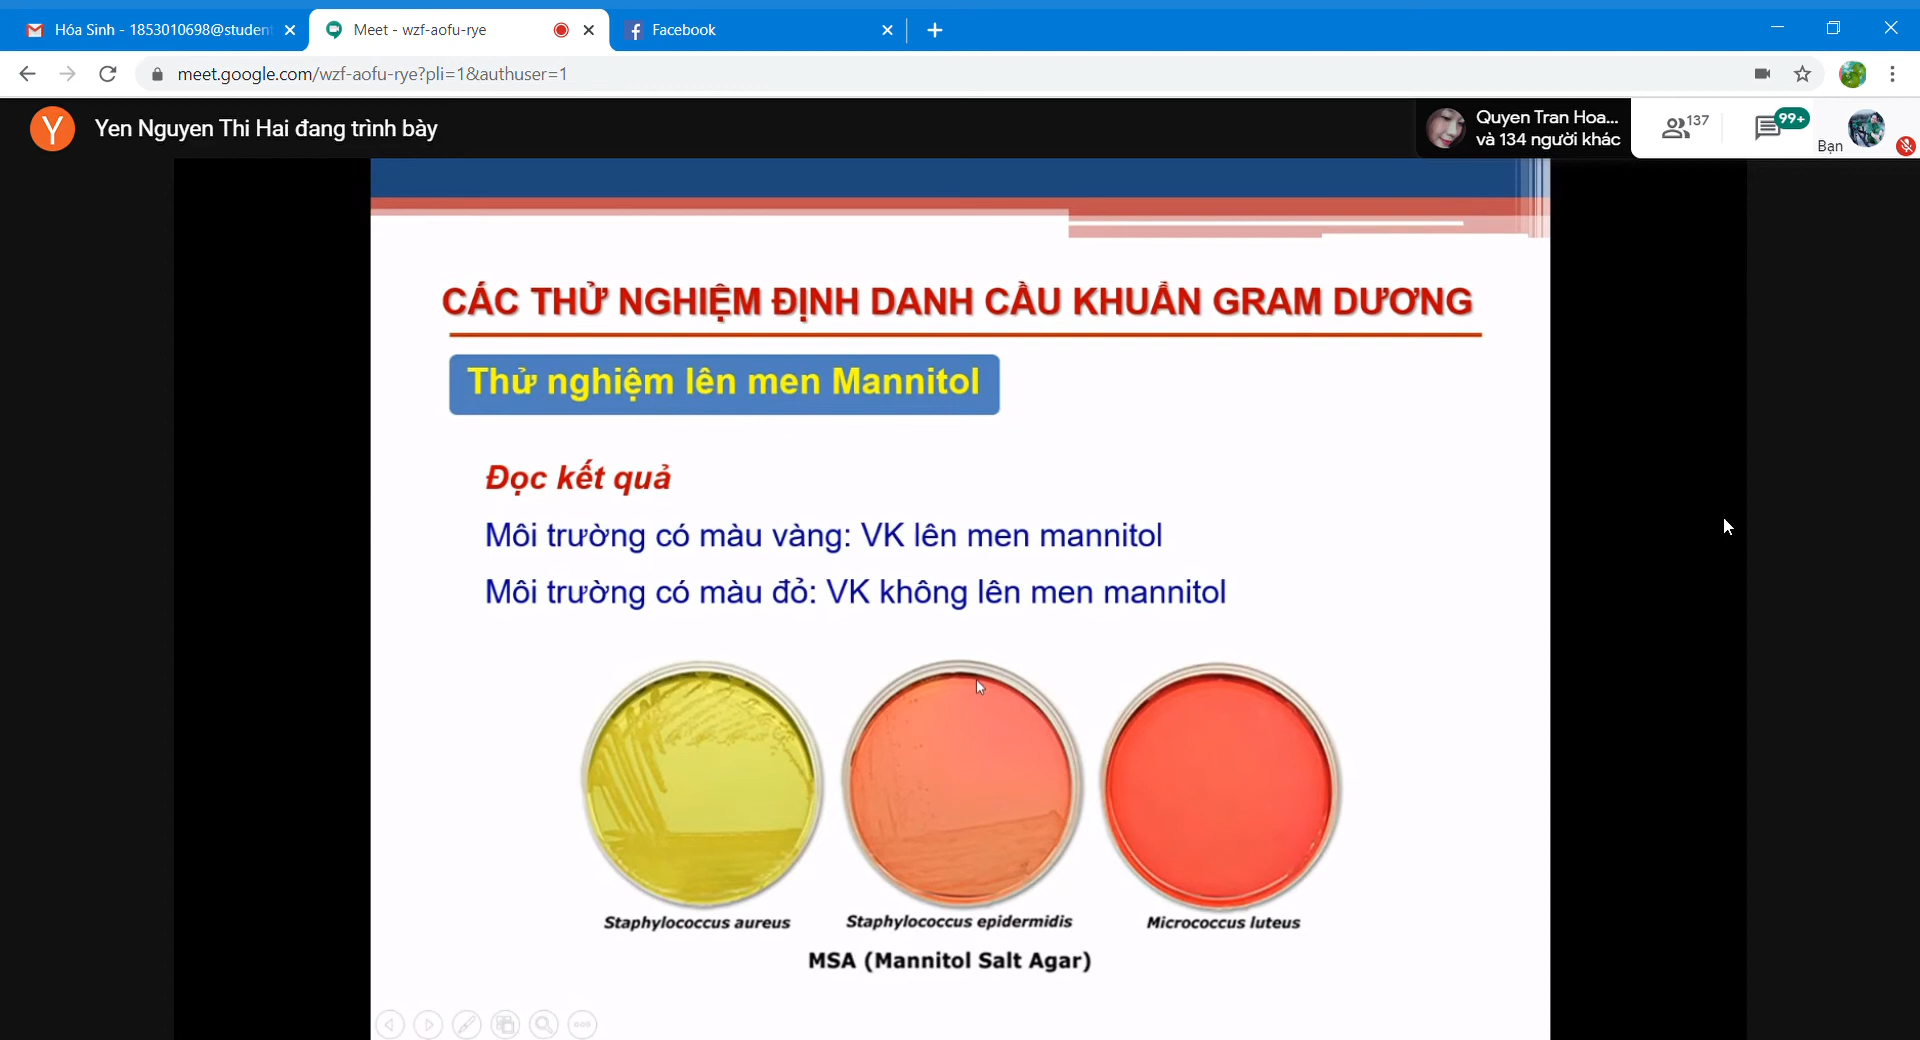 Hóa Sinh - 1853010698@studen
Meet - wzf-aofu-rye
Facebook
meet.google.com/wzf-aofu-rye?pli=1&authuser=1
Y
Yen Nguyen Thi Hai đang trình bày
Quyen Tran Hoa...
và 134 người khác
137
99+
Bạn
CÁC THỬ NGHIỆM ĐỊNH DANH CẦU KHUẨN GRAM DƯƠNG
Thử nghiệm lên men Mannitol
Đọc kết quả
Môi trường có màu vàng: VK lên men mannitol
Môi trường có màu đỏ: VK không lên men mannitol
Staphylococcus aureus
Staphylococcus epidermidis
Micrococcus luteus
MSA (Mannitol Salt Agar)